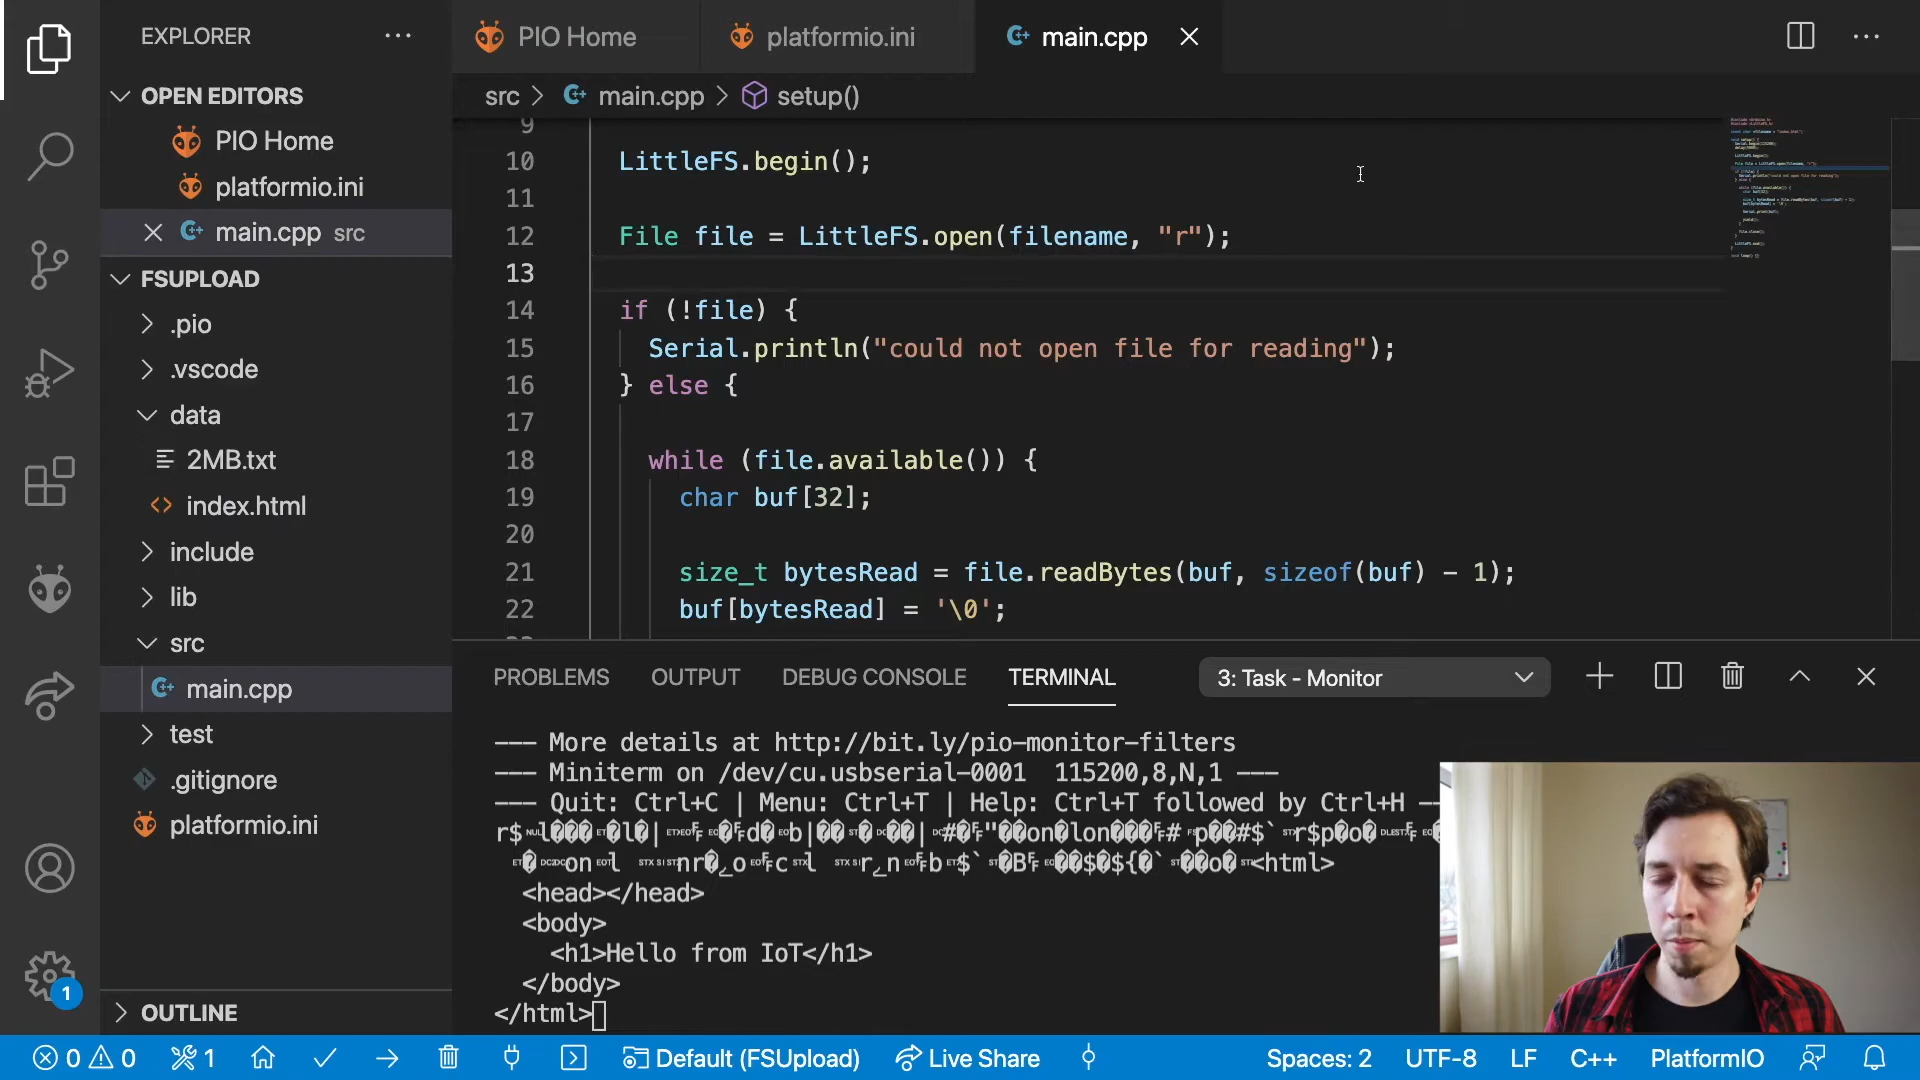 EXPLORER
PIO Home
platformio.ini
main.cpp
OPEN EDITORS
PIO Home
platformio.ini
main.cpp src
FSUPLOAD
.pio
.vscode
data
2MB.txt
index.html
include
lib
src
main.cpp
test
.gitignore
platformio.ini
OUTLINE
src > main.cpp > setup()
9
10 LittleFS.begin();
11
12 File file = LittleFS.open(filename, "r");
13
14 if (!file) {
15 Serial.println("could not open file for reading");
16 } else {
17
18 while (file.available()) {
19 char buf[32];
20
21 size_t bytesRead = file.readBytes(buf, sizeof(buf) - 1);
22 buf[bytesRead] = '\0';
PROBLEMS OUTPUT DEBUG CONSOLE TERMINAL
3: Task - Monitor
--- More details at http://bit.ly/pio-monitor-filters
--- Miniterm on /dev/cu.usbserial-0001 115200,8,N,1 ---
--- Quit: Ctrl+C | Menu: Ctrl+T | Help: Ctrl+T followed by Ctrl+H --
<html>
<head></head>
<body>
<h1>Hello from IoT</h1>
</body>
</html>
1
0 0 1 Default (FSUpload) Live Share Spaces: 2 UTF-8 LF C++ PlatformIO